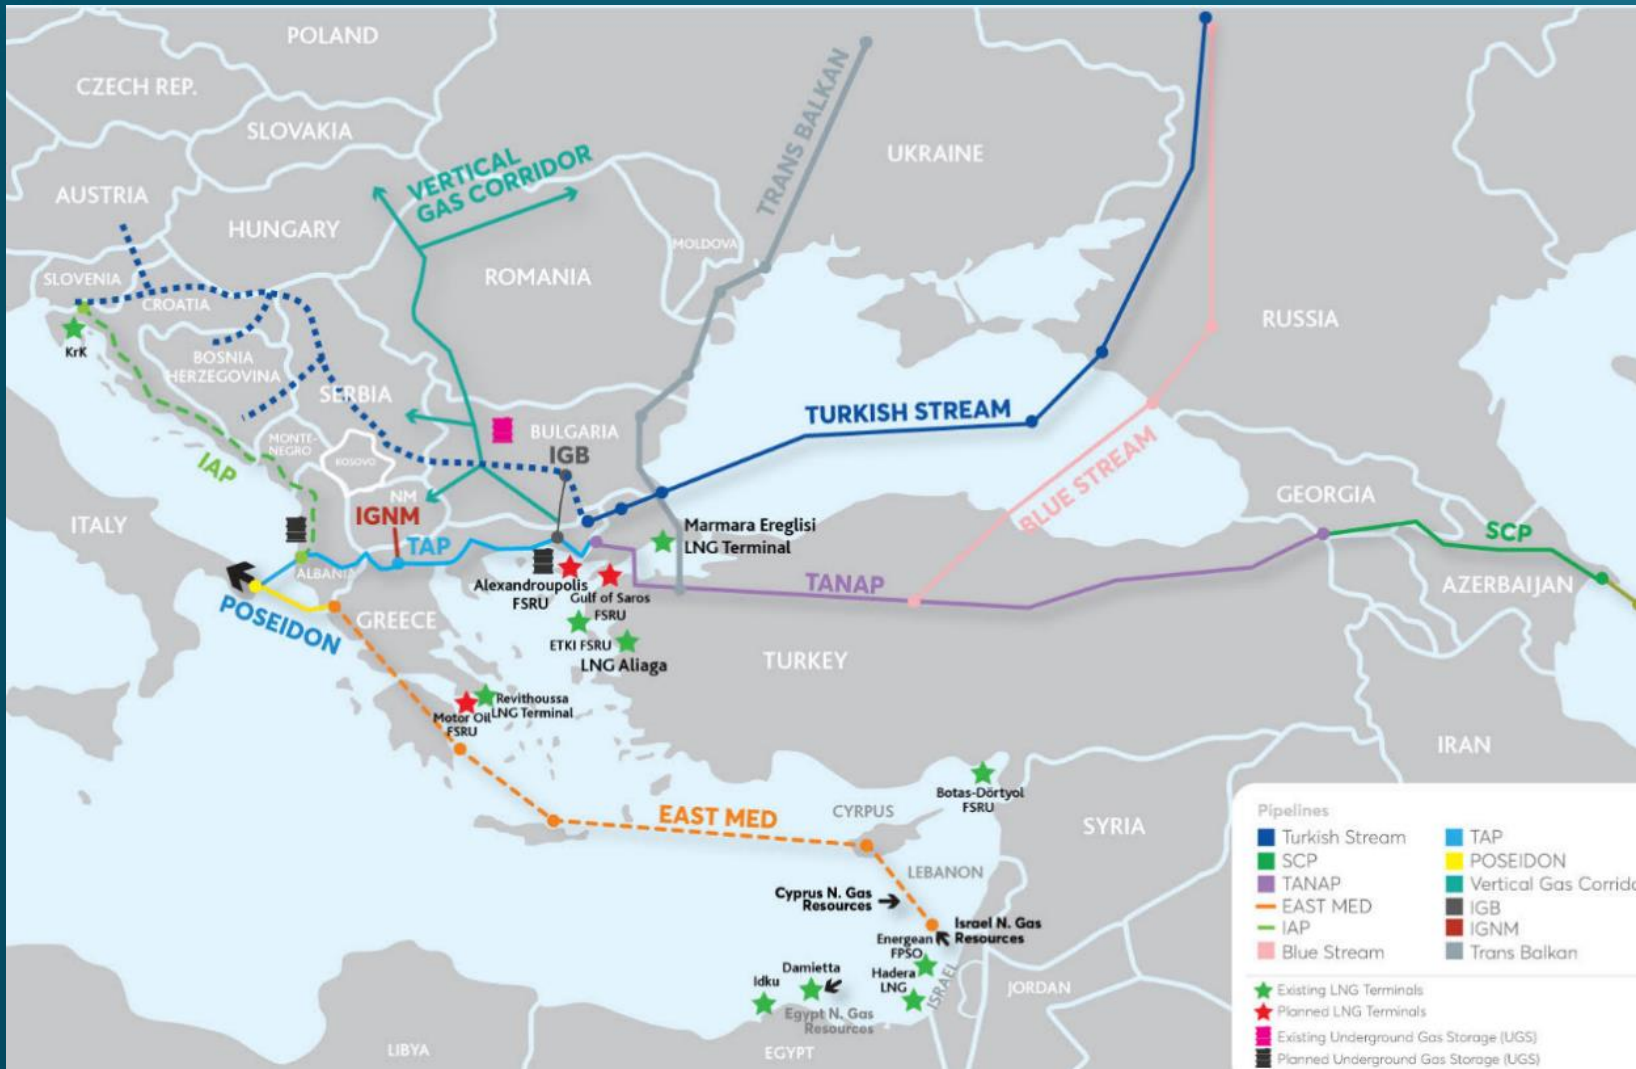 POLAND
CZECH REP.
SLOVAKIA
UKRAINE
AUSTRIA
VERTICAL
GAS CORRIDOR
TRANS BALKAN
HUNGARY
MOLDOVA
SLOVENIA
ROMANIA
CROATIA
RUSSIA
KrK
BOSNIA
HERZEGOVINA
SERBIA
TURKISH STREAM
BULGARIA
IGB
MONTE-
NEGRO
KOSOVO
IAP
BLUE STREAM
GEORGIA
NM
IGNM
ITALY
TAP
Marmara Ereglisi
LNG Terminal
SCP
ALBANIA
Alexandroupolis
FSRU
Gulf of Saros
FSRU
TANAP
AZERBAIJAN
POSEIDON
GREECE
ETKI FSRU
LNG Aliaga
TURKEY
Revithoussa
LNG Terminal
Motor Oil
FSRU
IRAN
Botas-Dörtyol
FSRU
EAST MED
CYRPUS
SYRIA
LEBANON
Cyprus N. Gas
Resources
Israel N. Gas
Resources
Energean
FPSO
Damietta
Idku
Hadera
LNG
ISRAEL
JORDAN
Egypt N. Gas
Resources
LIBYA
EGYPT
Pipelines
Turkish Stream
SCP
TANAP
EAST MED
IAP
Blue Stream
TAP
POSEIDON
Vertical Gas Corrido
IGB
IGNM
Trans Balkan
Existing LNG Terminals
Planned LNG Terminals
Existing Underground Gas Storage (UGS)
Planned Underground Gas Storage (UGS)